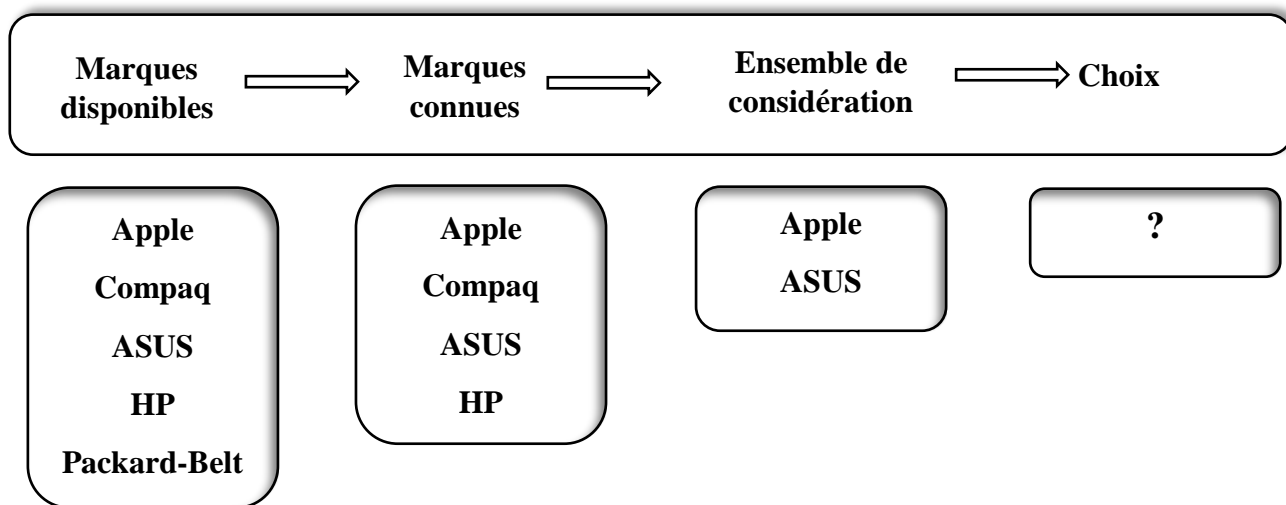 Marques
disponibles
Marques
connues
Ensemble de
considération
Choix
Apple
Compaq
ASUS
HP
Packard-Belt
Apple
Compaq
ASUS
HP
Apple
ASUS
?